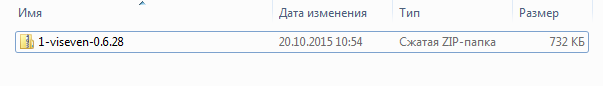 Имя Дата изменения Тип Размер
1-viseven-0.6.28 20.10.2015 10:54 Сжатая ZIP-папка 732 КБ